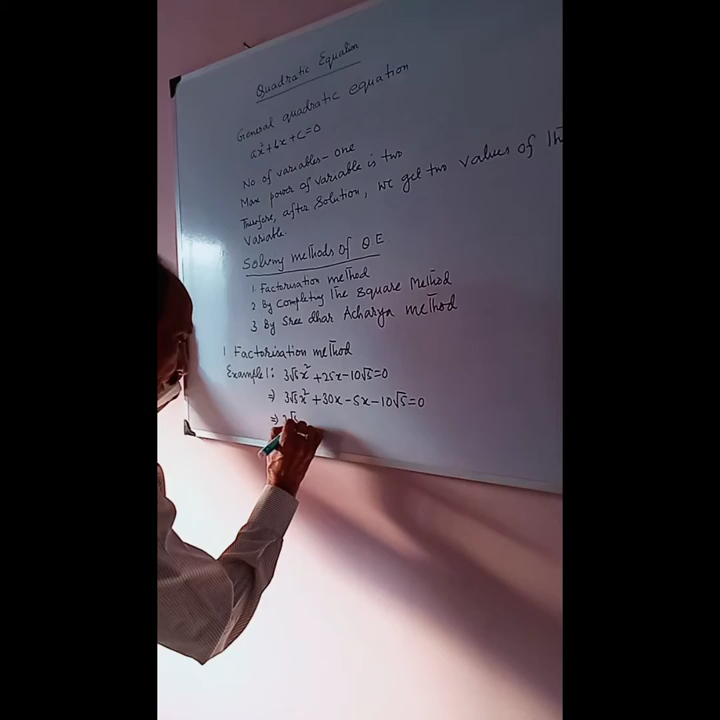 Quadratic Equation
General quadratic equation
ax²+bx+c=0
No of variables- one
Max power of variable is two
Therefore, after solution, we get two values of
variable.
Solving methods of QE
1 Factorisation method
2 By completing the square Method
3 By Sree dhar Acharya method
1 Factorisation method
Example 1: 3√5x²+25x-10√5=0
⇒ 3√5x²+30x-5x-10√5=0
⇒